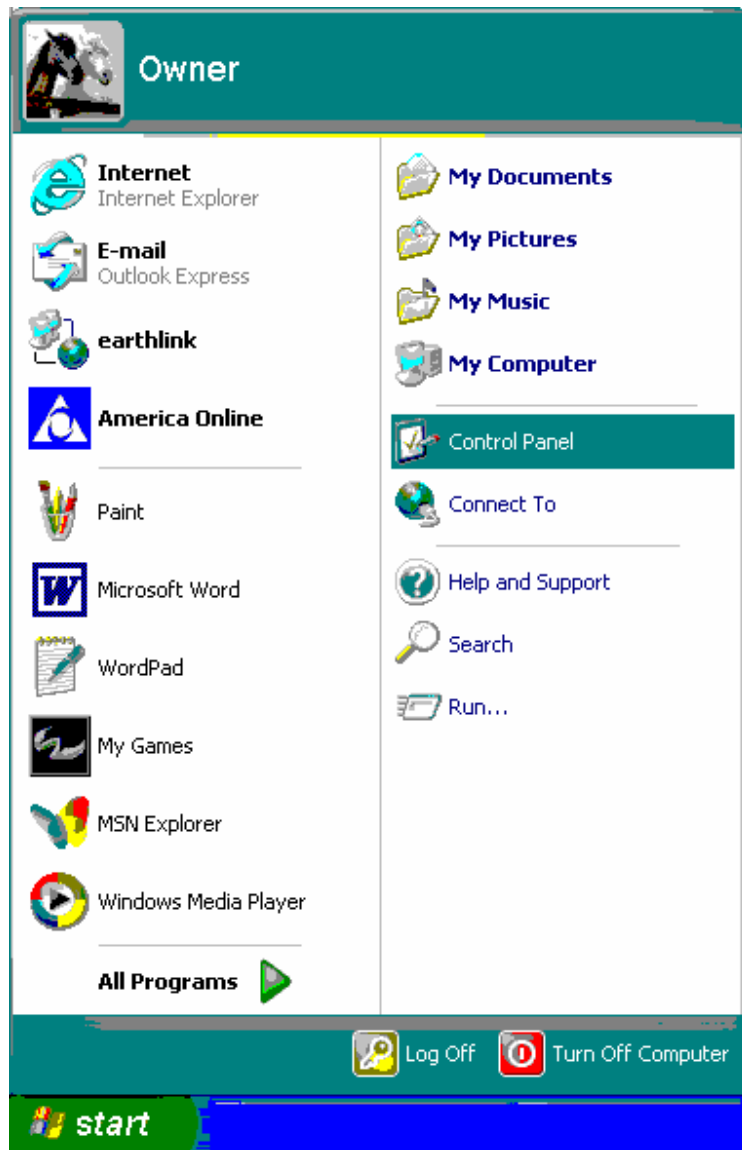 Owner
Internet
Internet Explorer
E-mail
Outlook Express
earthlink
America Online
Paint
Microsoft Word
WordPad
My Games
MSN Explorer
Windows Media Player
All Programs
My Documents
My Pictures
My Music
My Computer
Control Panel
Connect To
Help and Support
Search
Run...
Log Off
Turn Off Computer
start